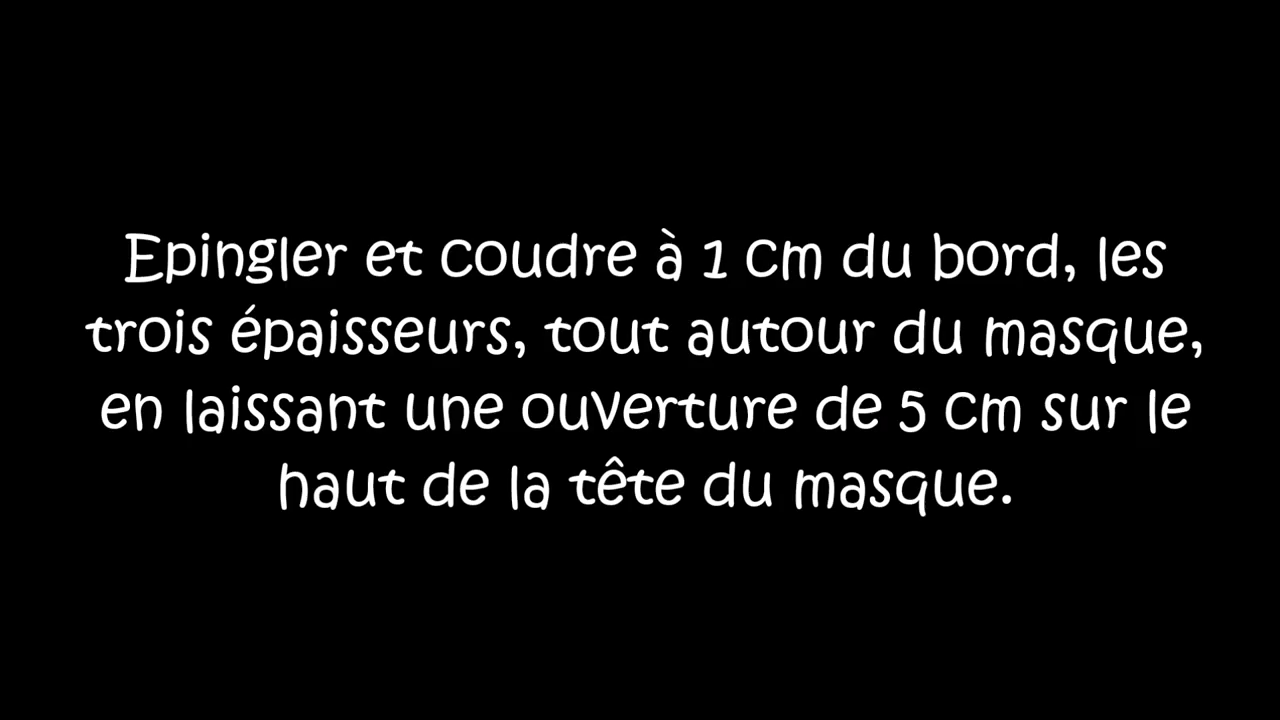 Epingler et coudre à 1 cm du bord, les
trois épaisseurs, tout autour du masque,
en laissant une ouverture de 5 cm sur le
haut de la tête du masque.